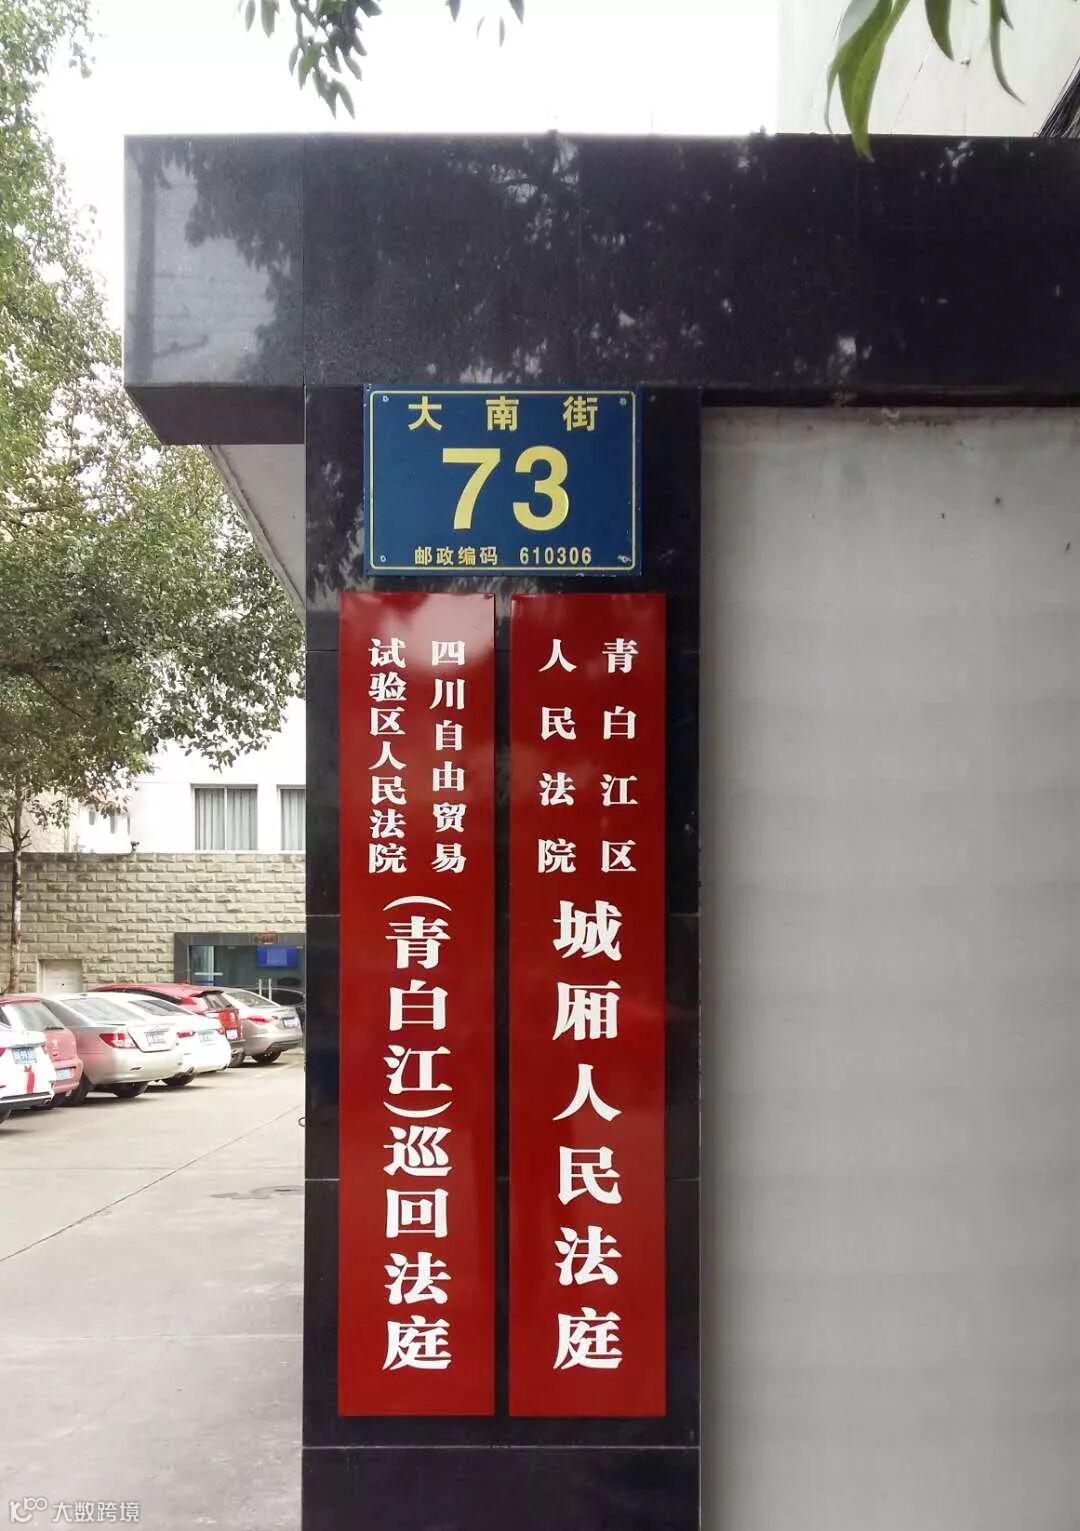 大南街
73
邮政编码 610306
青白江区
人民法院
城厢人民法庭
四川自由贸易
试验区人民法院
(青白江)巡回法庭
大数跨境